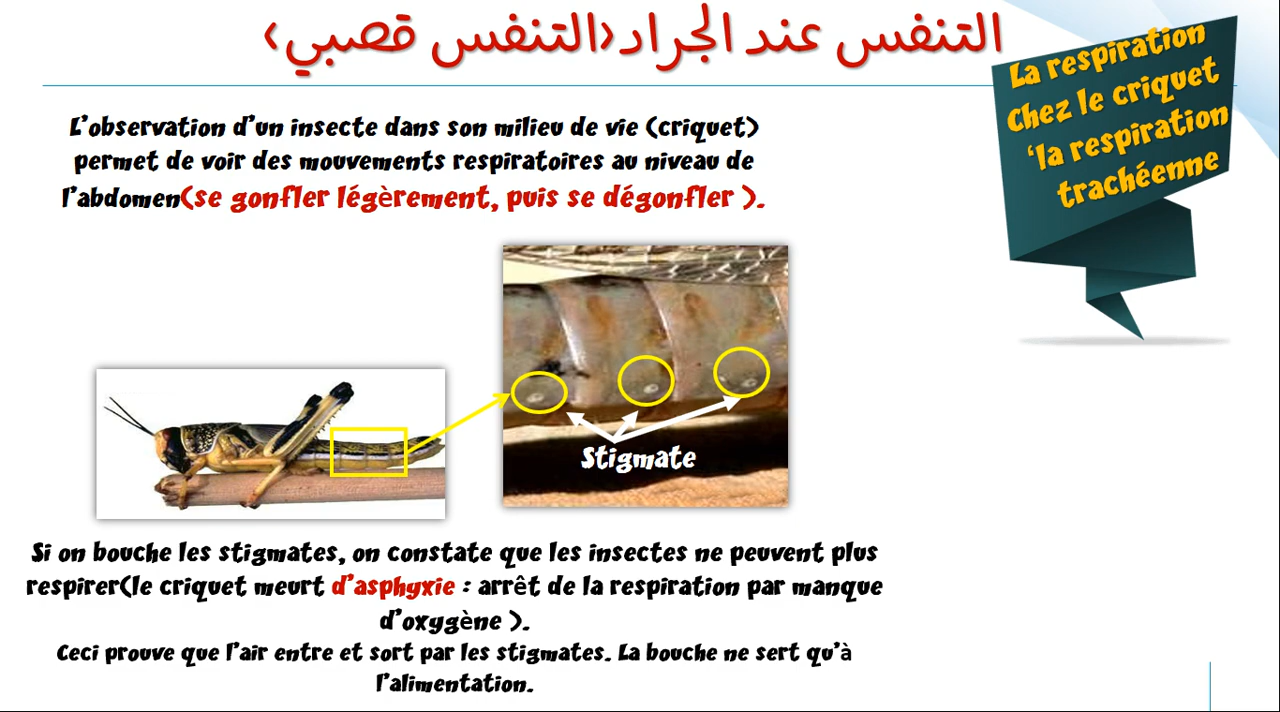 التنفس عند الجراد‹التنفس قصبي›
La respiration
Chez le criquet
‘la respiration
trachéenne
L’observation d’un insecte dans son milieu de vie (criquet)
permet de voir des mouvements respiratoires au niveau de
l’abdomen(se gonfler légèrement, puis se dégonfler ).
Stigmate
Si on bouche les stigmates, on constate que les insectes ne peuvent plus
respirer(le criquet meurt d’asphyxie : arrêt de la respiration par manque
d’oxygène ).
Ceci prouve que l’air entre et sort par les stigmates. La bouche ne sert qu’à
l’alimentation.